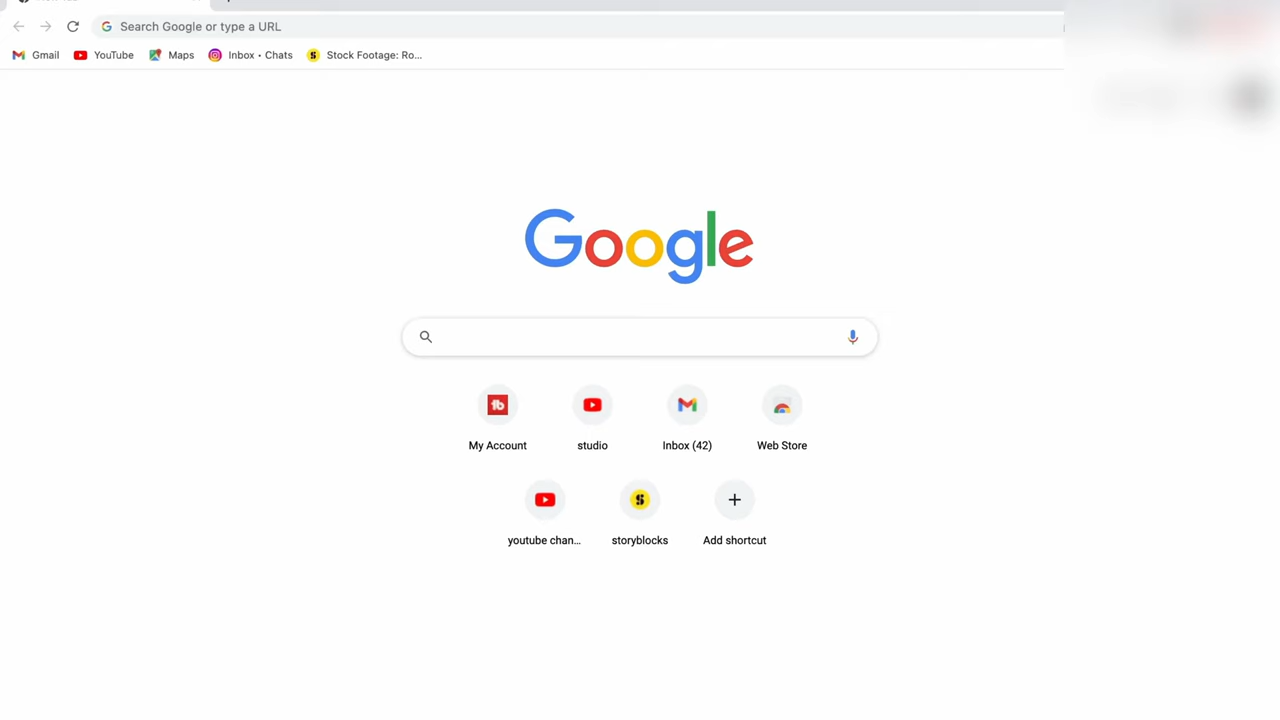 Search Google or type a URL
Gmail YouTube Maps Inbox • Chats Stock Footage: Ro...
Google
My Account studio Inbox (42) Web Store
youtube chan... storyblocks Add shortcut